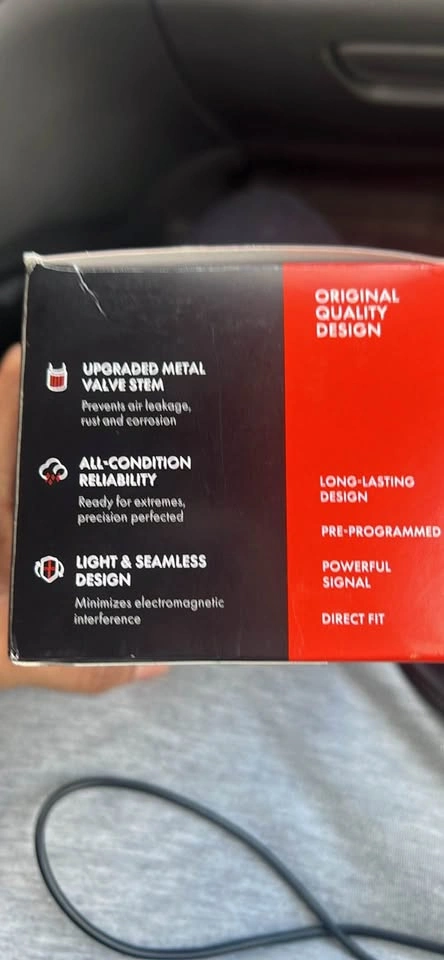 UPGRADED METAL
VALVE STEM
Prevents air leakage,
rust and corrosion
ALL-CONDITION
RELIABILITY
Ready for extremes,
precision perfected
LIGHT & SEAMLESS
DESIGN
Minimizes electromagnetic
interference
ORIGINAL
QUALITY
DESIGN
LONG-LASTING
DESIGN
PRE-PROGRAMMED
POWERFUL
SIGNAL
DIRECT FIT